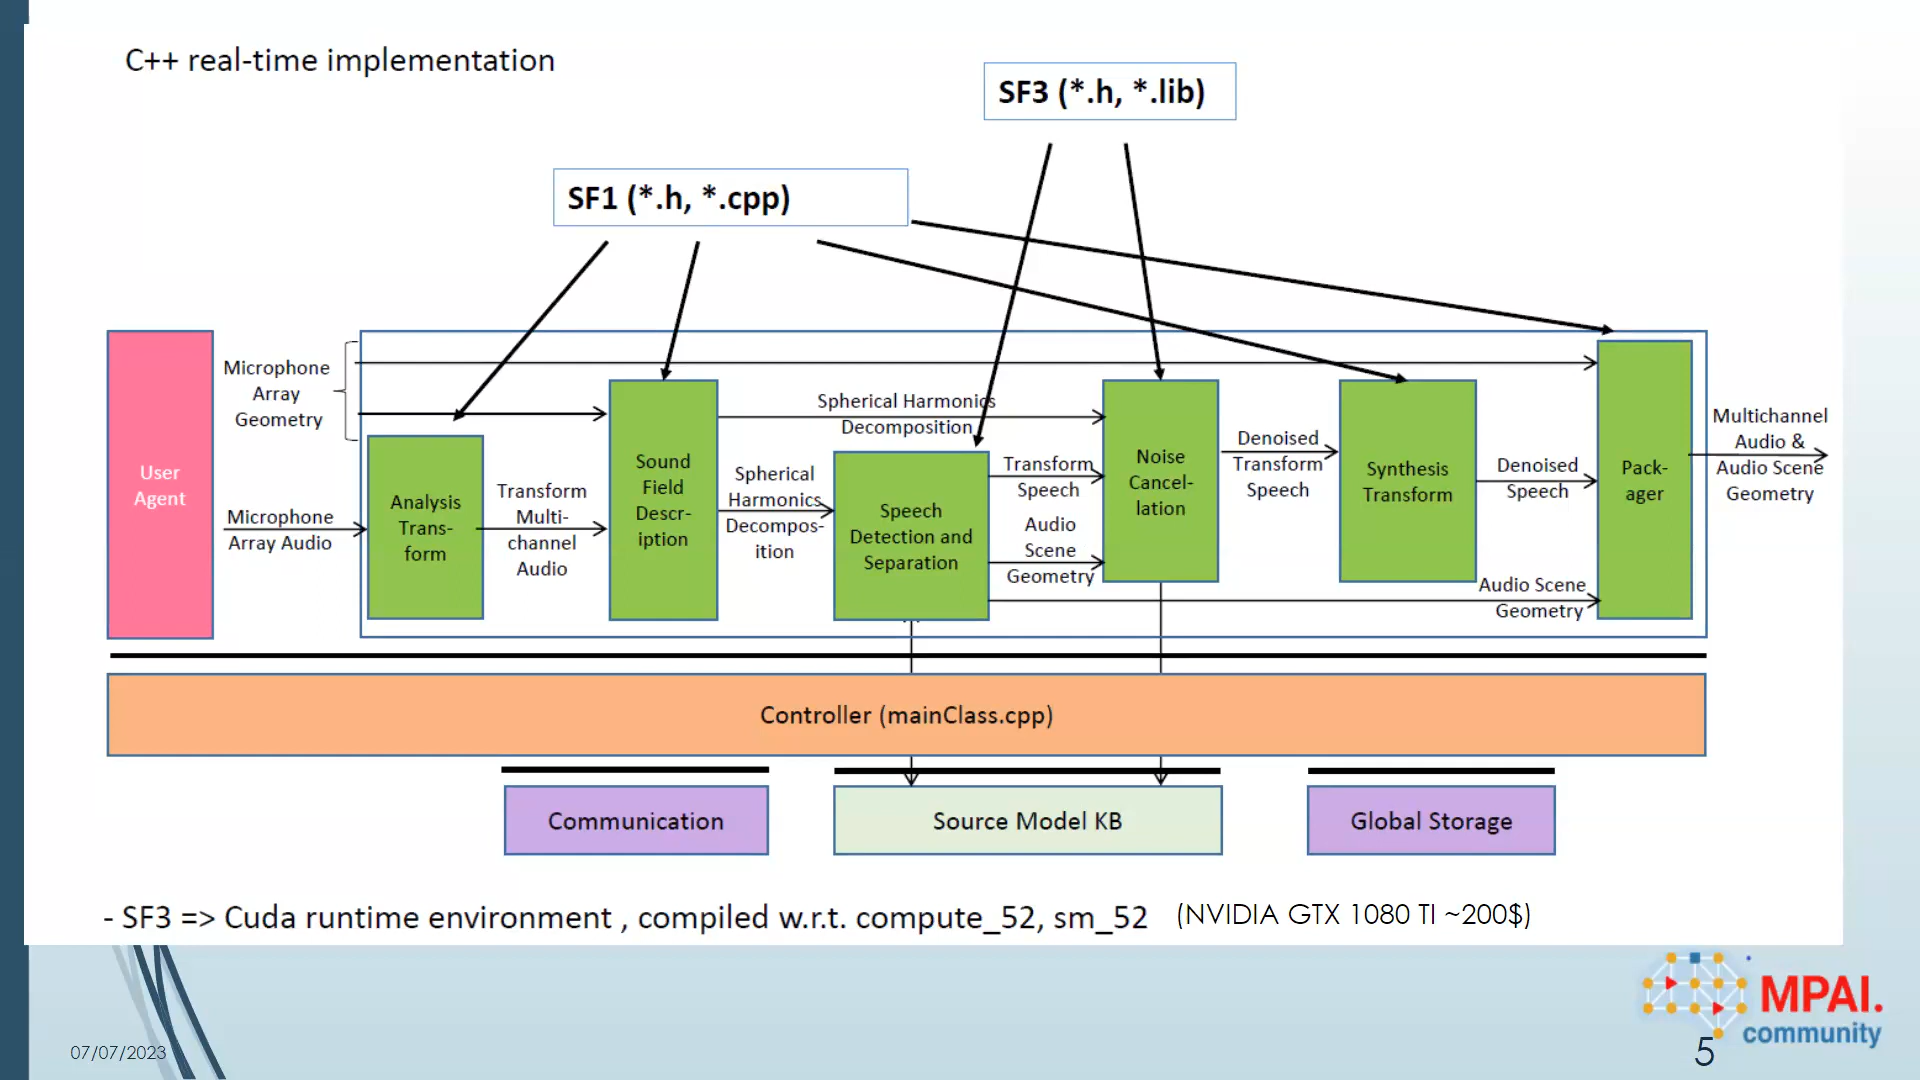 C++ real-time implementation
SF3 (*.h, *.lib)
SF1 (*.h, *.cpp)
User
Agent
Microphone
Array
Geometry
Microphone
Array Audio
Analysis
Trans-
form
Transform
Multi-
channel
Audio
Sound
Field
Descr-
iption
Spherical Harmonics
Decomposition
Spherical
Harmonics
Decompos-
ition
Speech
Detection and
Separation
Transform
Speech
Audio
Scene
Geometry
Noise
Cancel-
lation
Denoised
Transform
Speech
Synthesis
Transform
Denoised
Speech
Audio Scene
Geometry
Pack-
ager
Multichannel
Audio &
Audio Scene
Geometry
Controller (mainClass.cpp)
Communication
Source Model KB
Global Storage
- SF3 => Cuda runtime environment , compiled w.r.t. compute_52, sm_52 (NVIDIA GTX 1080 TI ~200$)
MPAI.
community
07/07/2023
5